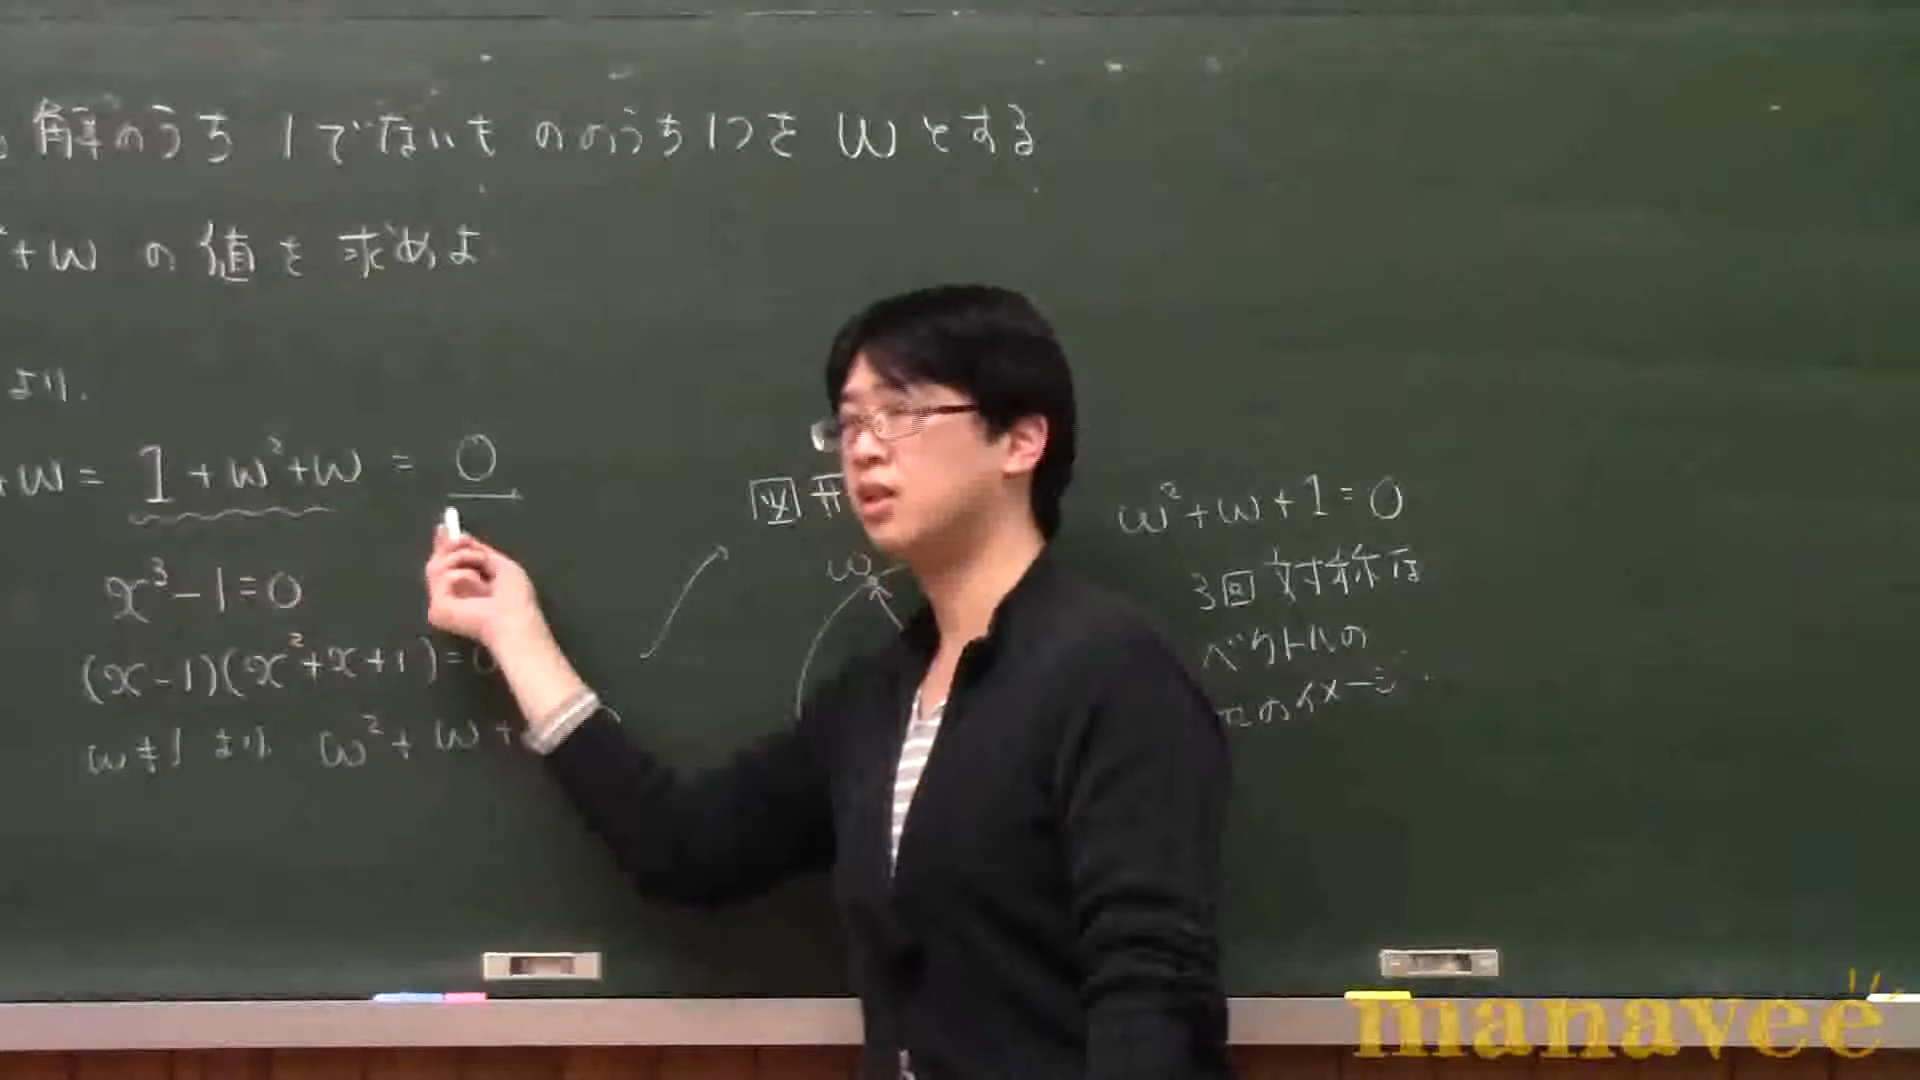 解のうち 1でないもののうち1つを ωとする
+ω の値を求めよ
より.
+ω = 1+ω²+ω = 0
x³-1=0
(x-1)(x²+x+1)=0
ω≠1 より ω²+ω+
図
ω
ω²+ω+1=0
3回対称な
ベクトルの
のイメージ.
manavee